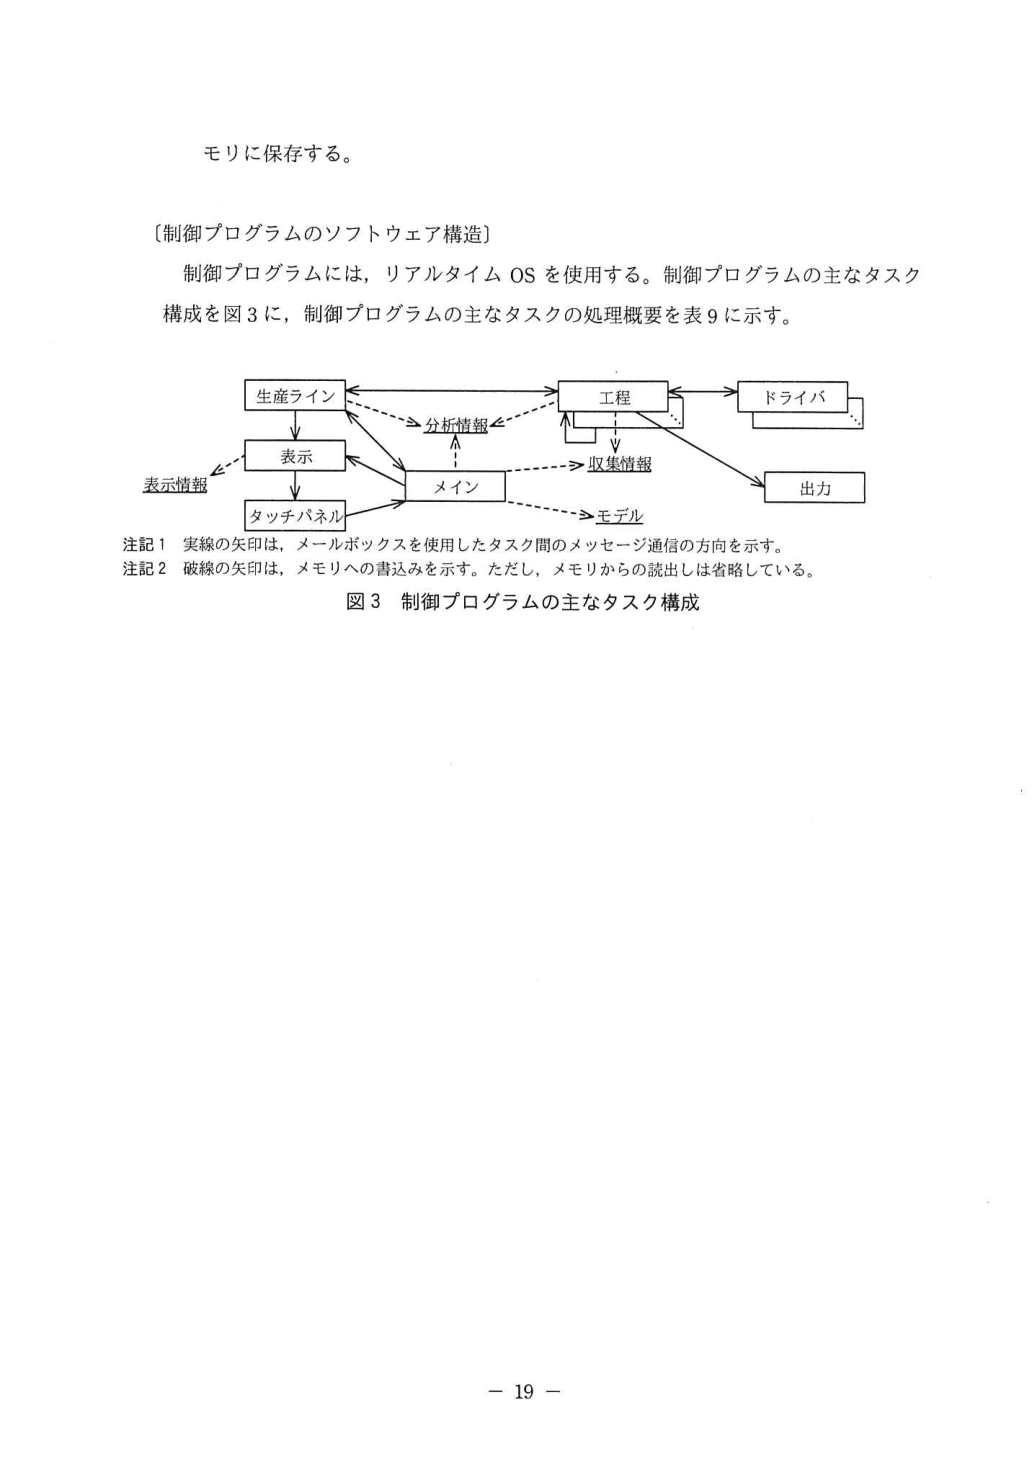 モリに保存する。
〔制御プログラムのソフトウェア構造〕
制御プログラムには，リアルタイム OS を使用する。制御プログラムの主なタスク
構成を図 3 に，制御プログラムの主なタスクの処理概要を表 9 に示す。
生産ライン 工程 ドライバ
分析情報
表示 収集情報
表示情報 メイン 出力
タッチパネル モデル
注記 1　実線の矢印は，メールボックスを使用したタスク間のメッセージ通信の方向を示す。
注記 2　破線の矢印は，メモリへの書込みを示す。ただし，メモリからの読出しは省略している。
図 3　制御プログラムの主なタスク構成
－ 19 －